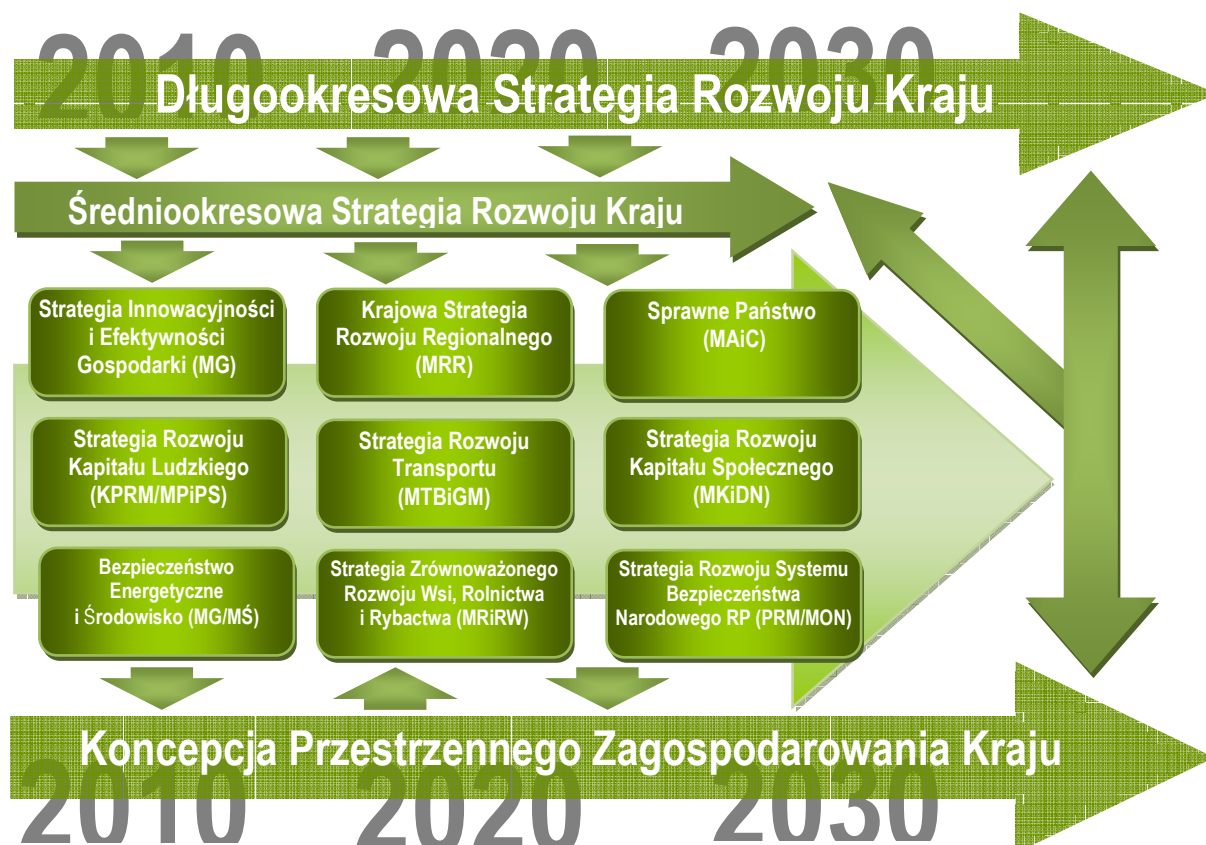 2010 2020 2030
Długookresowa Strategia Rozwoju Kraju
Średniookresowa Strategia Rozwoju Kraju
Strategia Innowacyjności
i Efektywności
Gospodarki (MG)
Krajowa Strategia
Rozwoju Regionalnego
(MRR)
Sprawne Państwo
(MAiC)
Strategia Rozwoju
Kapitału Ludzkiego
(KPRM/MPiPS)
Strategia Rozwoju
Transportu
(MTBiGM)
Strategia Rozwoju
Kapitału Społecznego
(MKiDN)
Bezpieczeństwo
Energetyczne
i Środowisko (MG/MŚ)
Strategia Zrównoważonego
Rozwoju Wsi, Rolnictwa
i Rybactwa (MRiRW)
Strategia Rozwoju Systemu
Bezpieczeństwa
Narodowego RP (PRM/MON)
Koncepcja Przestrzennego Zagospodarowania Kraju
2010 2020 2030